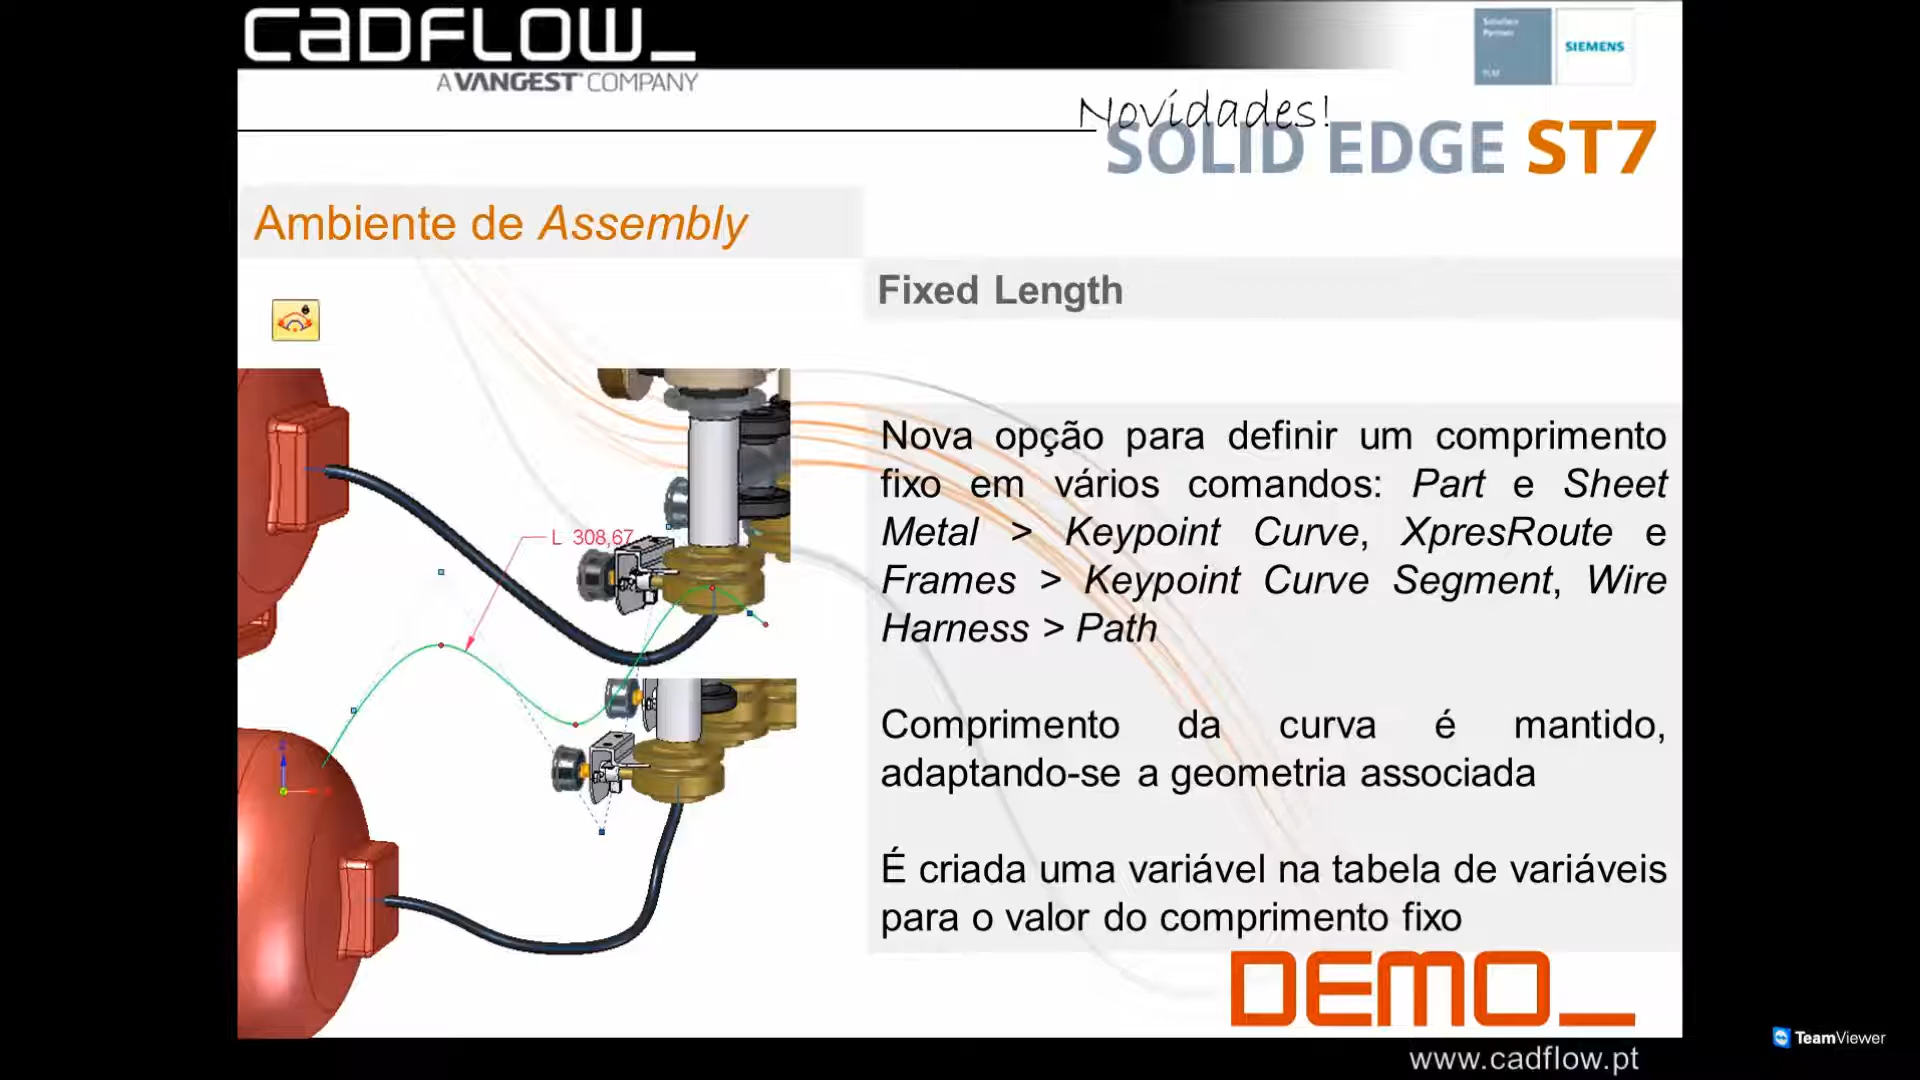 CADFLOW_
A VANGEST COMPANY
Solution
Partner
PLM
SIEMENS
Novidades!
SOLID EDGE ST7
Ambiente de Assembly
Fixed Length
Nova opção para definir um comprimento
fixo em vários comandos: Part e Sheet
Metal > Keypoint Curve, XpresRoute e
Frames > Keypoint Curve Segment, Wire
Harness > Path
L 308,67
Comprimento da curva é mantido,
adaptando-se a geometria associada
É criada uma variável na tabela de variáveis
para o valor do comprimento fixo
DEMO_
www.cadflow.pt
TeamViewer